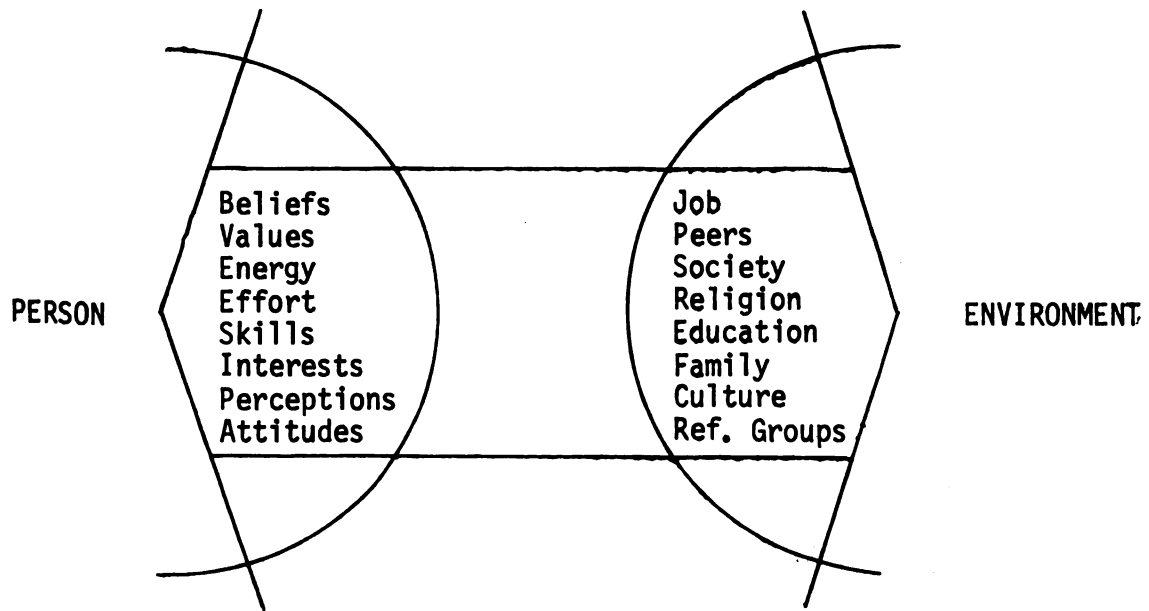 PERSON
Beliefs
Values
Energy
Effort
Skills
Interests
Perceptions
Attitudes
Job
Peers
Society
Religion
Education
Family
Culture
Ref. Groups
ENVIRONMENT